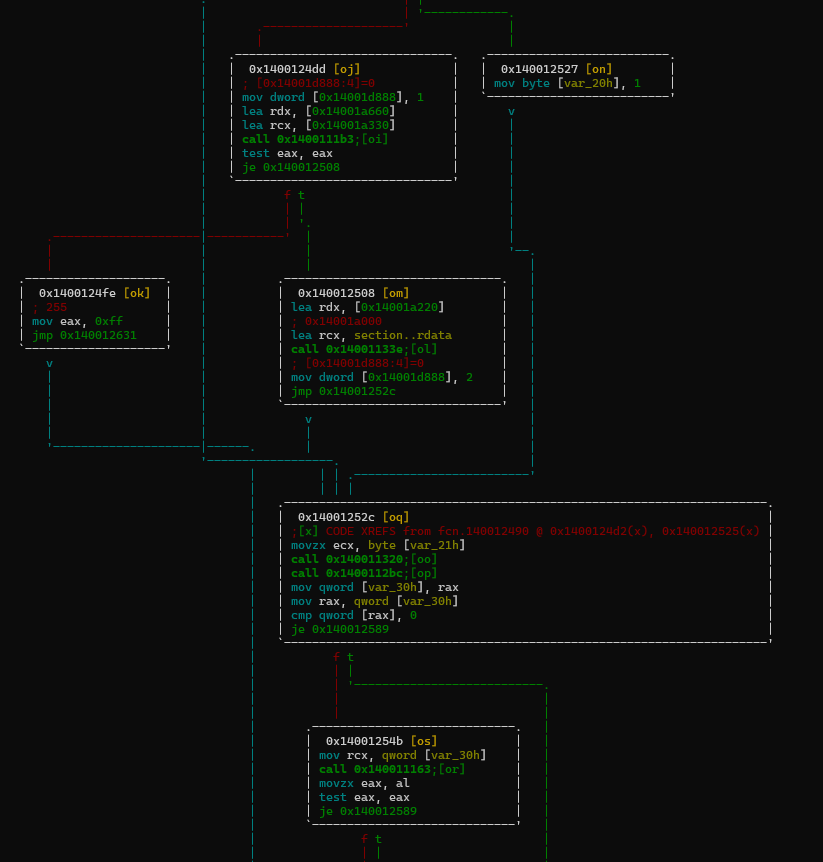 0x1400124dd [oj]
; [0x14001d888:4]=0
mov dword [0x14001d888], 1
lea rdx, [0x14001a660]
lea rcx, [0x14001a330]
call 0x1400111b3;[oi]
test eax, eax
je 0x140012508
f t
0x140012527 [on]
mov byte [var_20h], 1
v
0x1400124fe [ok]
; 255
mov eax, 0xff
jmp 0x140012631
v
0x140012508 [om]
lea rdx, [0x14001a220]
; 0x14001a000
lea rcx, section..rdata
call 0x14001133e;[ol]
; [0x14001d888:4]=0
mov dword [0x14001d888], 2
jmp 0x14001252c
v
0x14001252c [oq]
;[x] CODE XREFS from fcn.140012490 @ 0x1400124d2(x), 0x140012525(x)
movzx ecx, byte [var_21h]
call 0x140011320;[oo]
call 0x1400112bc;[op]
mov qword [var_30h], rax
mov rax, qword [var_30h]
cmp qword [rax], 0
je 0x140012589
f t
0x14001254b [os]
mov rcx, qword [var_30h]
call 0x140011163;[or]
movzx eax, al
test eax, eax
je 0x140012589
f t